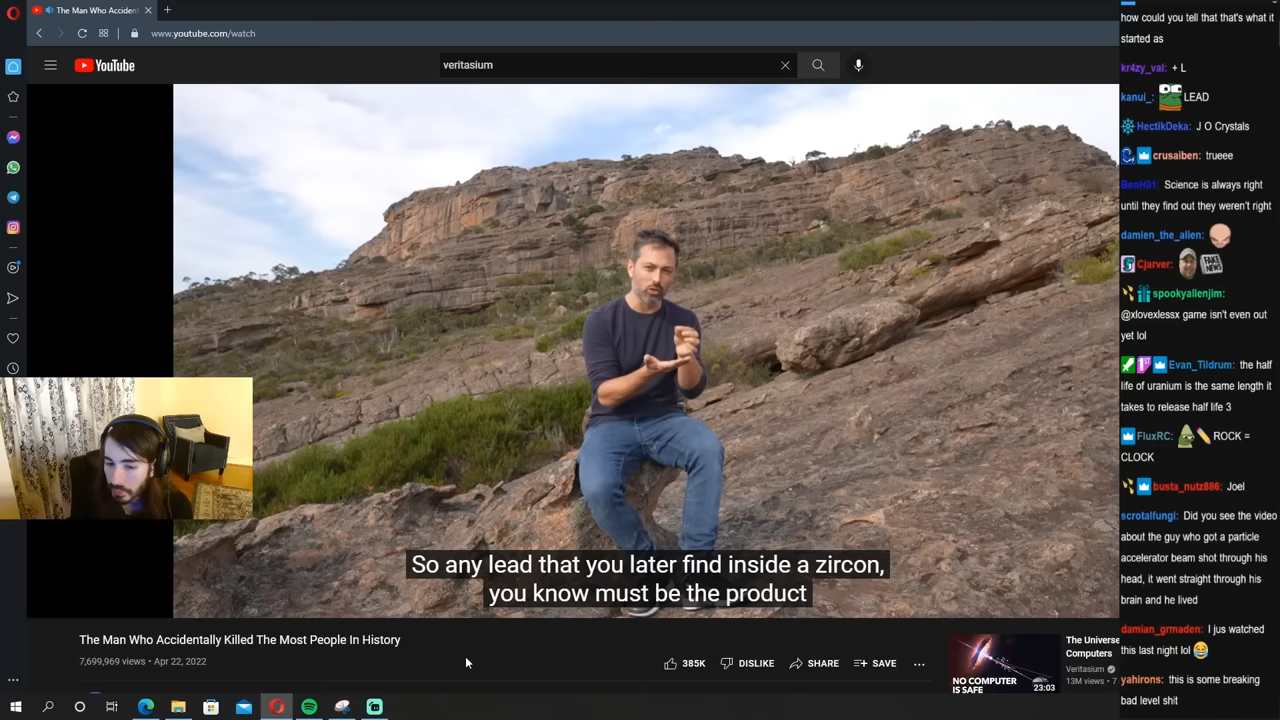 The Man Who Acciden
www.youtube.com/watch
YouTube
veritasium
So any lead that you later find inside a zircon,
you know must be the product
The Man Who Accidentally Killed The Most People In History
7,699,969 views • Apr 22, 2022
385K
DISLIKE
SHARE
SAVE
NO COMPUTER
IS SAFE
23:03
The Universe
Computers
Veritasium
13M views • 7
how could you tell that that's what it
started as
kr4zy_val: + L
kanui_: LEAD
HectikDeka: J O Crystals
crusaiben: trueee
BenH01: Science is always right
until they find out they weren't right
damien_the_alien:
Cjarver: FAKE
NEWS
spookyalienjim:
@xlovexlessx game isn't even out
yet lol
Evan_Tildrum: the half
life of uranium is the same length it
takes to release half life 3
FluxRC: ROCK =
CLOCK
busta_nutz886: Joel
scrotalfungi: Did you see the video
about the guy who got a particle
accelerator beam shot through his
head, it went straight through his
brain and he lived
damian_grmaden: I jus watched
this last night lol
yahirons: this is some breaking
bad level shit